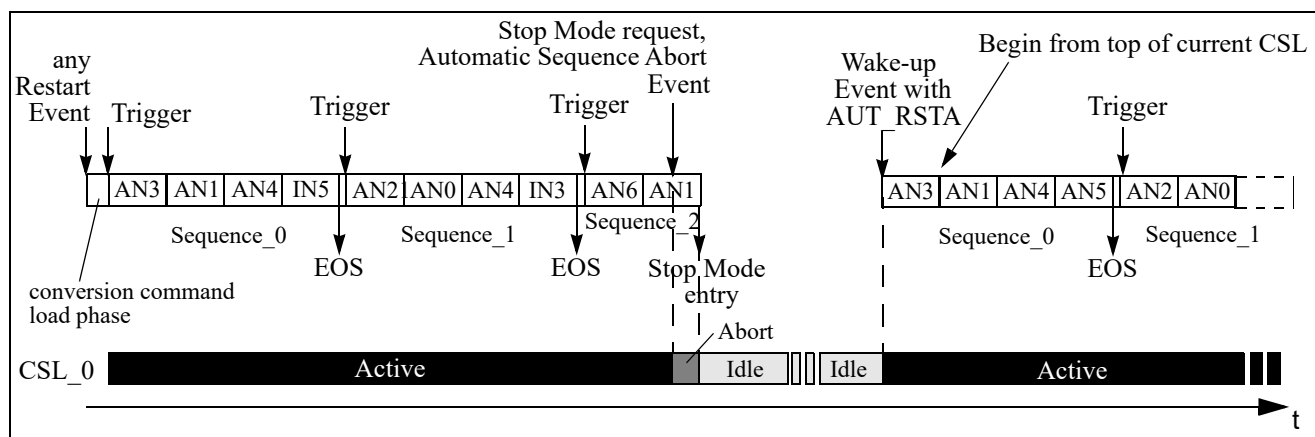 Stop Mode request,
Automatic Sequence Abort
Event
any
Restart
Event
Trigger
Trigger
Trigger
Wake-up
Event with
AUT_RSTA
Begin from top of current CSL
Trigger
AN3 AN1 AN4 IN5 AN21 AN0 AN4 IN3 AN6 AN1
AN3 AN1 AN4 AN5 AN2 AN0
Sequence_0
Sequence_1
Sequence_2
Sequence_0
Sequence_1
EOS
EOS
Stop Mode
entry
EOS
conversion command
load phase
Abort
CSL_0
Active
Idle
Idle
Active
t